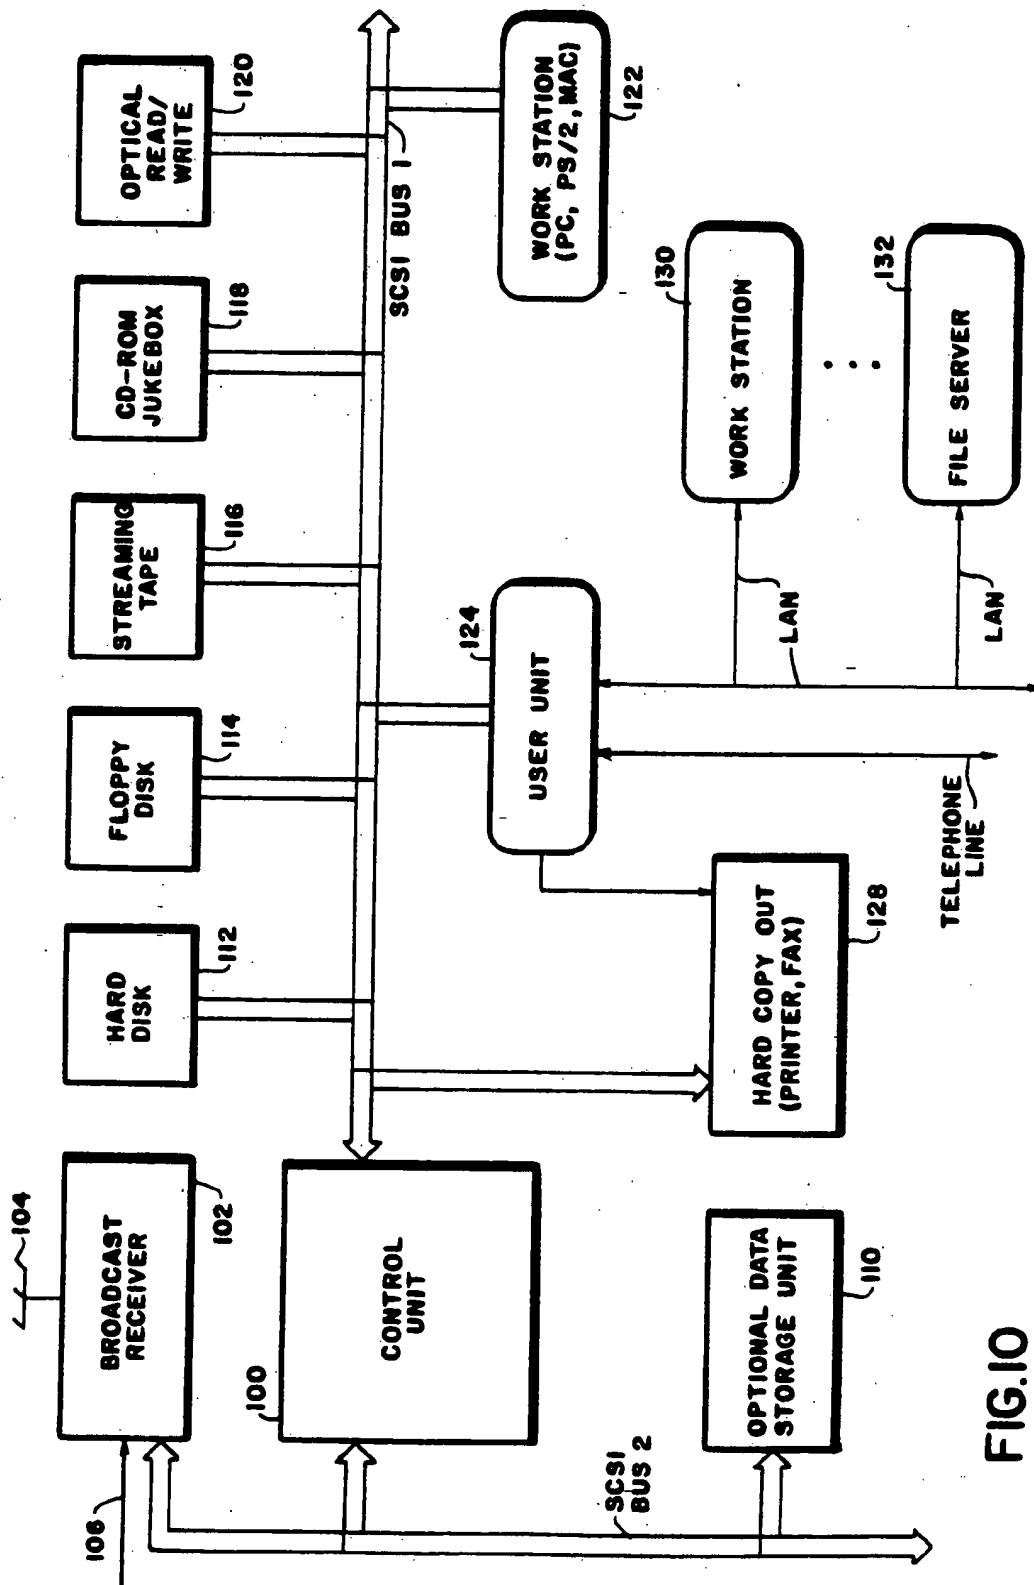 104
106
BROADCAST
RECEIVER
102
HARD
DISK
112
FLOPPY
DISK
114
STREAMING
TAPE
116
CD-ROM
JUKEBOX
118
OPTICAL
READ/
WRITE
120
100
CONTROL
UNIT
SCSI BUS 1
WORK STATION
(PC, PS/2, MAC)
122
124
USER UNIT
130
WORK STATION
132
FILE SERVER
LAN
LAN
TELEPHONE
LINE
HARD COPY OUT
(PRINTER, FAX)
128
SCSI
BUS 2
OPTIONAL DATA
STORAGE UNIT
110
FIG.10